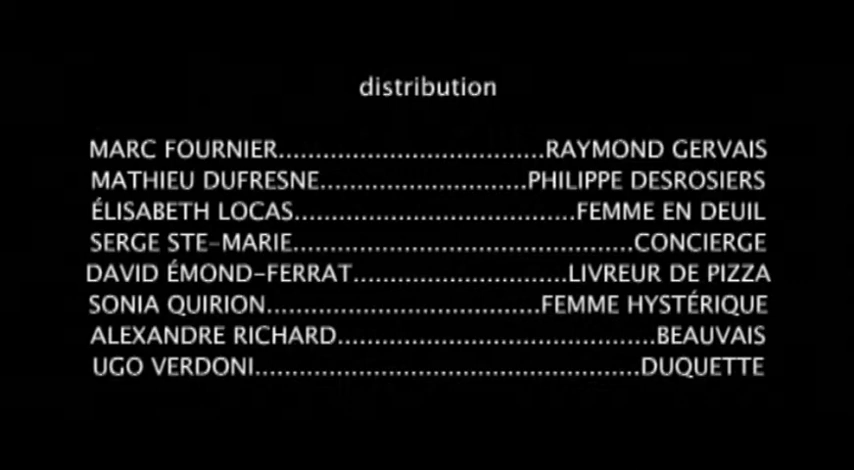 distribution
MARC FOURNIER...................................RAYMOND GERVAIS
MATHIEU DUFRESNE...........................PHILIPPE DESROSIERS
ÉLISABETH LOCAS.....................................FEMME EN DEUIL
SERGE STE-MARIE.............................................CONCIERGE
DAVID ÉMOND-FERRAT............................LIVREUR DE PIZZA
SONIA QUIRION....................................FEMME HYSTÉRIQUE
ALEXANDRE RICHARD..........................................BEAUVAIS
UGO VERDONI...................................................DUQUETTE